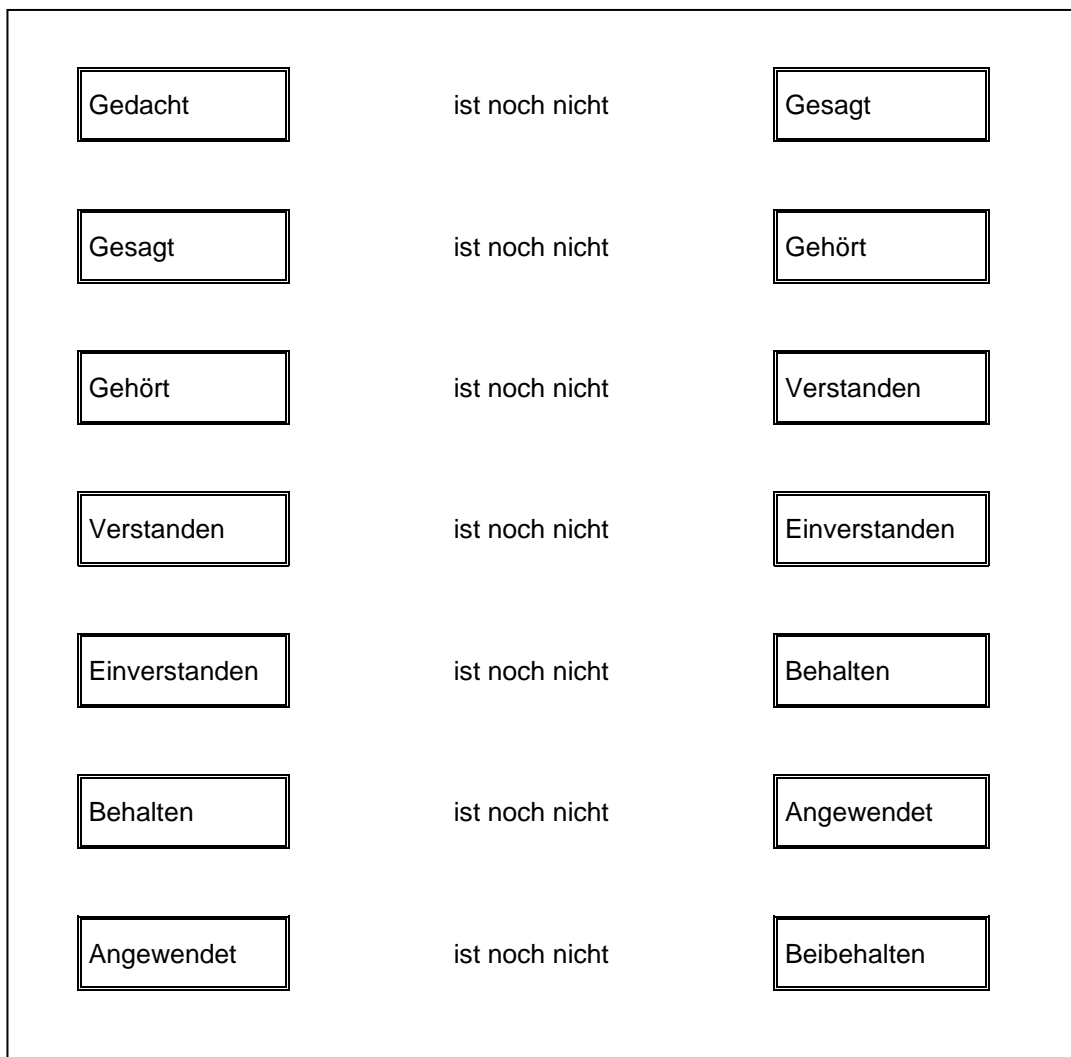 Gedacht ist noch nicht Gesagt
Gesagt ist noch nicht Gehört
Gehört ist noch nicht Verstanden
Verstanden ist noch nicht Einverstanden
Einverstanden ist noch nicht Behalten
Behalten ist noch nicht Angewendet
Angewendet ist noch nicht Beibehalten